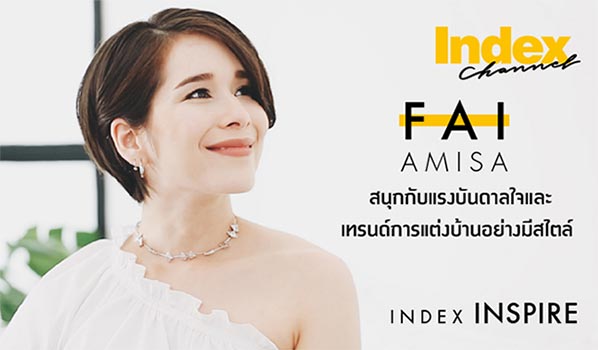 Index
Channel
FAI
AMISA
สนุกกับแรงบันดาลใจและ
เทรนด์การแต่งบ้านอย่างมีสไตล์
INDEX INSPIRE